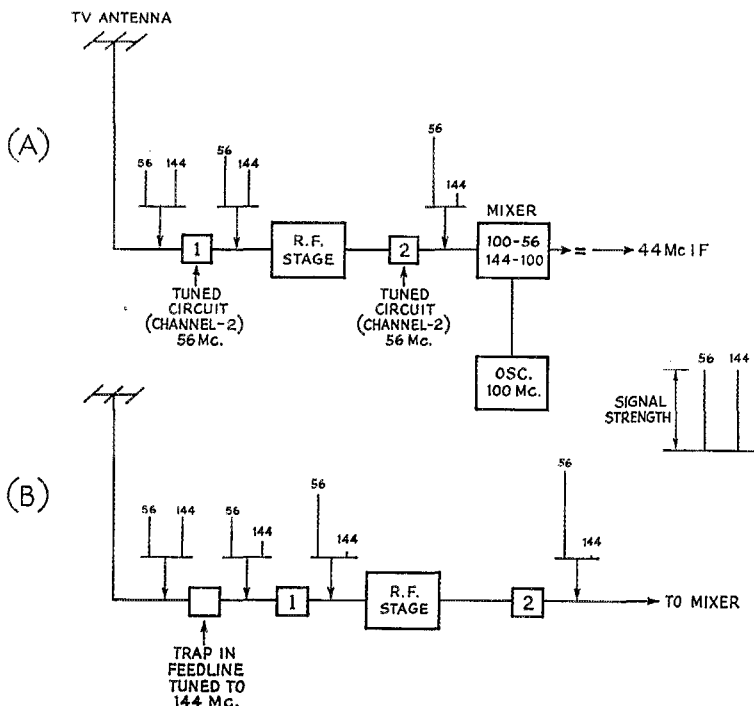 TV ANTENNA
(A)
56 144
56 144
56 144
MIXER
1
R.F.
STAGE
2
100-56
144-100
= 44 Mc IF
TUNED
CIRCUIT
(CHANNEL-2)
56 Mc.
TUNED
CIRCUIT
(CHANNEL-2)
56 Mc.
OSC.
100 Mc.
56 144
SIGNAL
STRENGTH
(B)
56 144
56 144
56 144
56 144
1
R.F.
STAGE
2
TO MIXER
TRAP IN
FEEDLINE
TUNED TO
144 Mc.